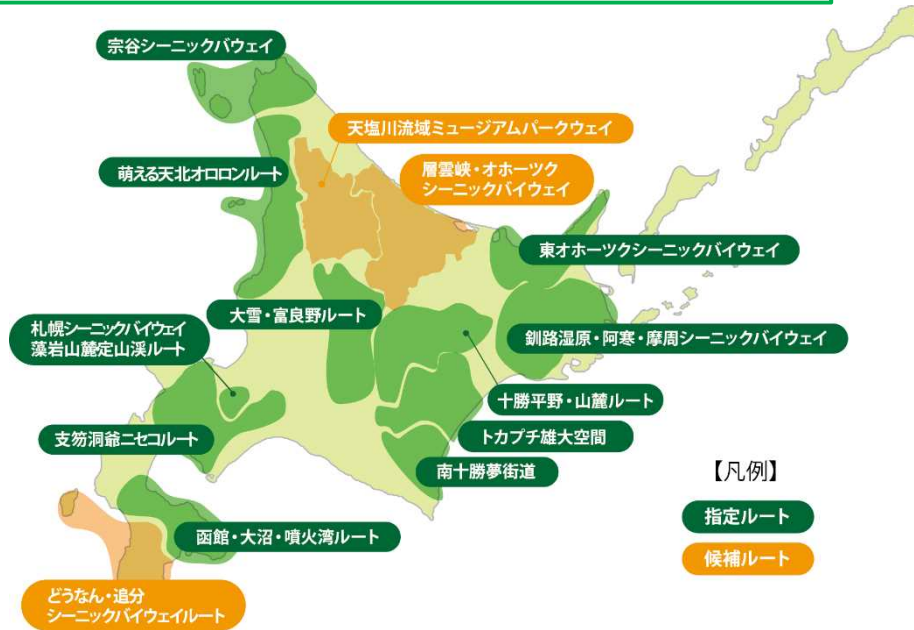 宗谷シーニックバウェイ
天塩川流域ミュージアムパークウェイ
萌える天北オロロンルート
層雲峡・オホーツク
シーニックバイウェイ
東オホーツクシーニックバイウェイ
大雪・富良野ルート
札幌シーニックバイウェイ
藻岩山麓定山渓ルート
釧路湿原・阿寒・摩周シーニックバイウェイ
十勝平野・山麓ルート
支笏洞爺ニセコルート
トカプチ雄大空間
南十勝夢街道
【凡例】
指定ルート
函館・大沼・噴火湾ルート
候補ルート
どうなん・追分
シーニックバイウェイルート